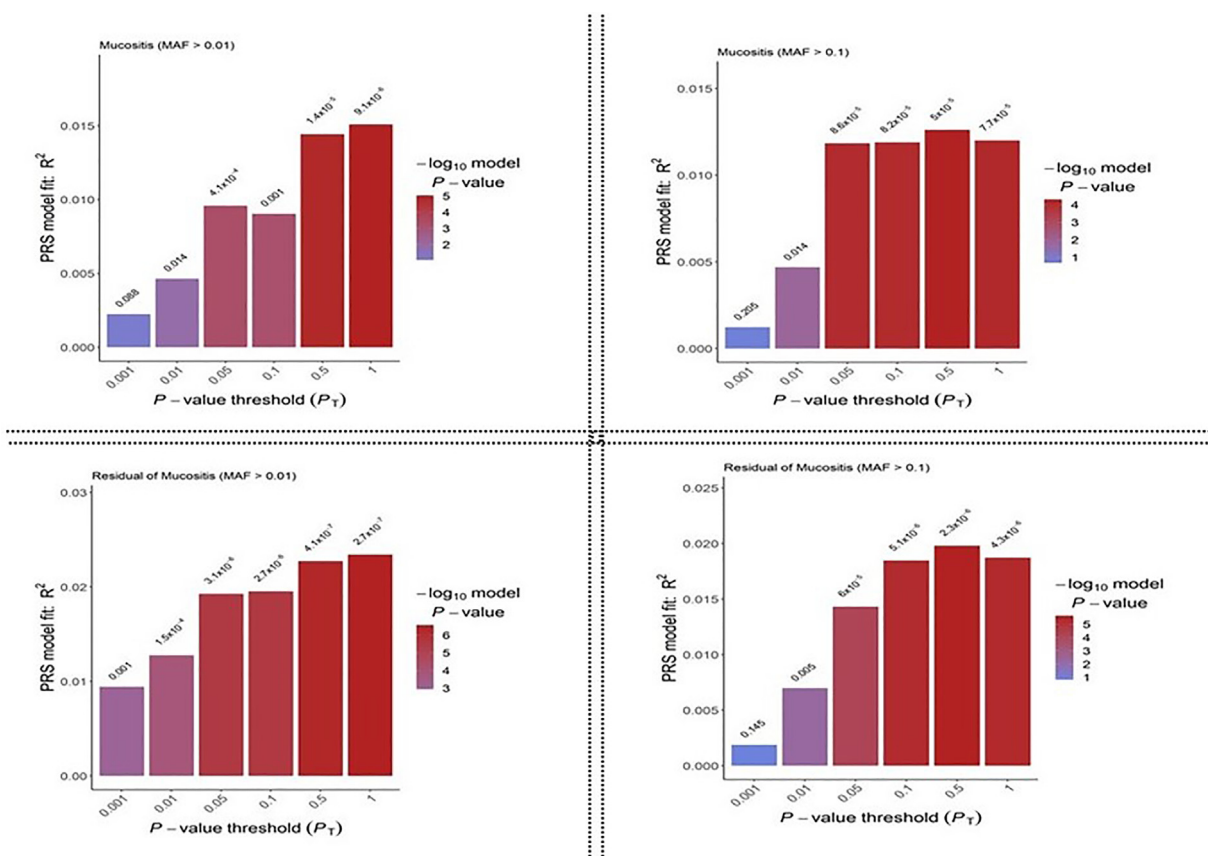 Mucositis (MAF > 0.01)
PRS model fit: R²
0.015
0.010
0.005
0.000
0.088
0.014
4.1x10⁻⁴
0.001
1.4x10⁻⁵
9.1x10⁻⁶
0.001
0.01
0.05
0.1
0.5
1
P − value threshold (P_T)
−log₁₀ model
P − value
5
4
3
2
Mucositis (MAF > 0.1)
PRS model fit: R²
0.015
0.010
0.005
0.000
0.205
0.014
8.6x10⁻⁵
8.2x10⁻⁵
5x10⁻⁵
7.7x10⁻⁵
0.001
0.01
0.05
0.1
0.5
1
P − value threshold (P_T)
−log₁₀ model
P − value
4
3
2
1
Residual of Mucositis (MAF > 0.01)
PRS model fit: R²
0.03
0.02
0.01
0.00
0.001
1.5x10⁻⁴
3.1x10⁻⁶
2.7x10⁻⁶
4.1x10⁻⁷
2.7x10⁻⁷
0.001
0.01
0.05
0.1
0.5
1
P − value threshold (P_T)
−log₁₀ model
P − value
6
5
4
3
Residual of Mucositis (MAF > 0.1)
PRS model fit: R²
0.025
0.020
0.015
0.010
0.005
0.000
0.145
0.005
6x10⁻⁵
5.1x10⁻⁶
2.3x10⁻⁶
4.3x10⁻⁶
0.001
0.01
0.05
0.1
0.5
1
P − value threshold (P_T)
−log₁₀ model
P − value
5
4
3
2
1